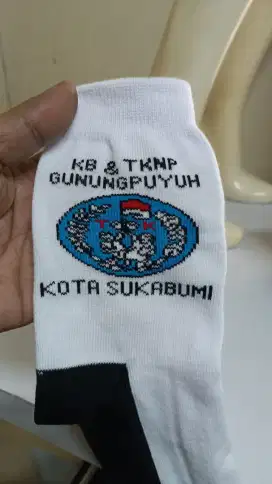 KB & TKNP
GUNUNGPUYUH
T K
KOTA SUKABUMI